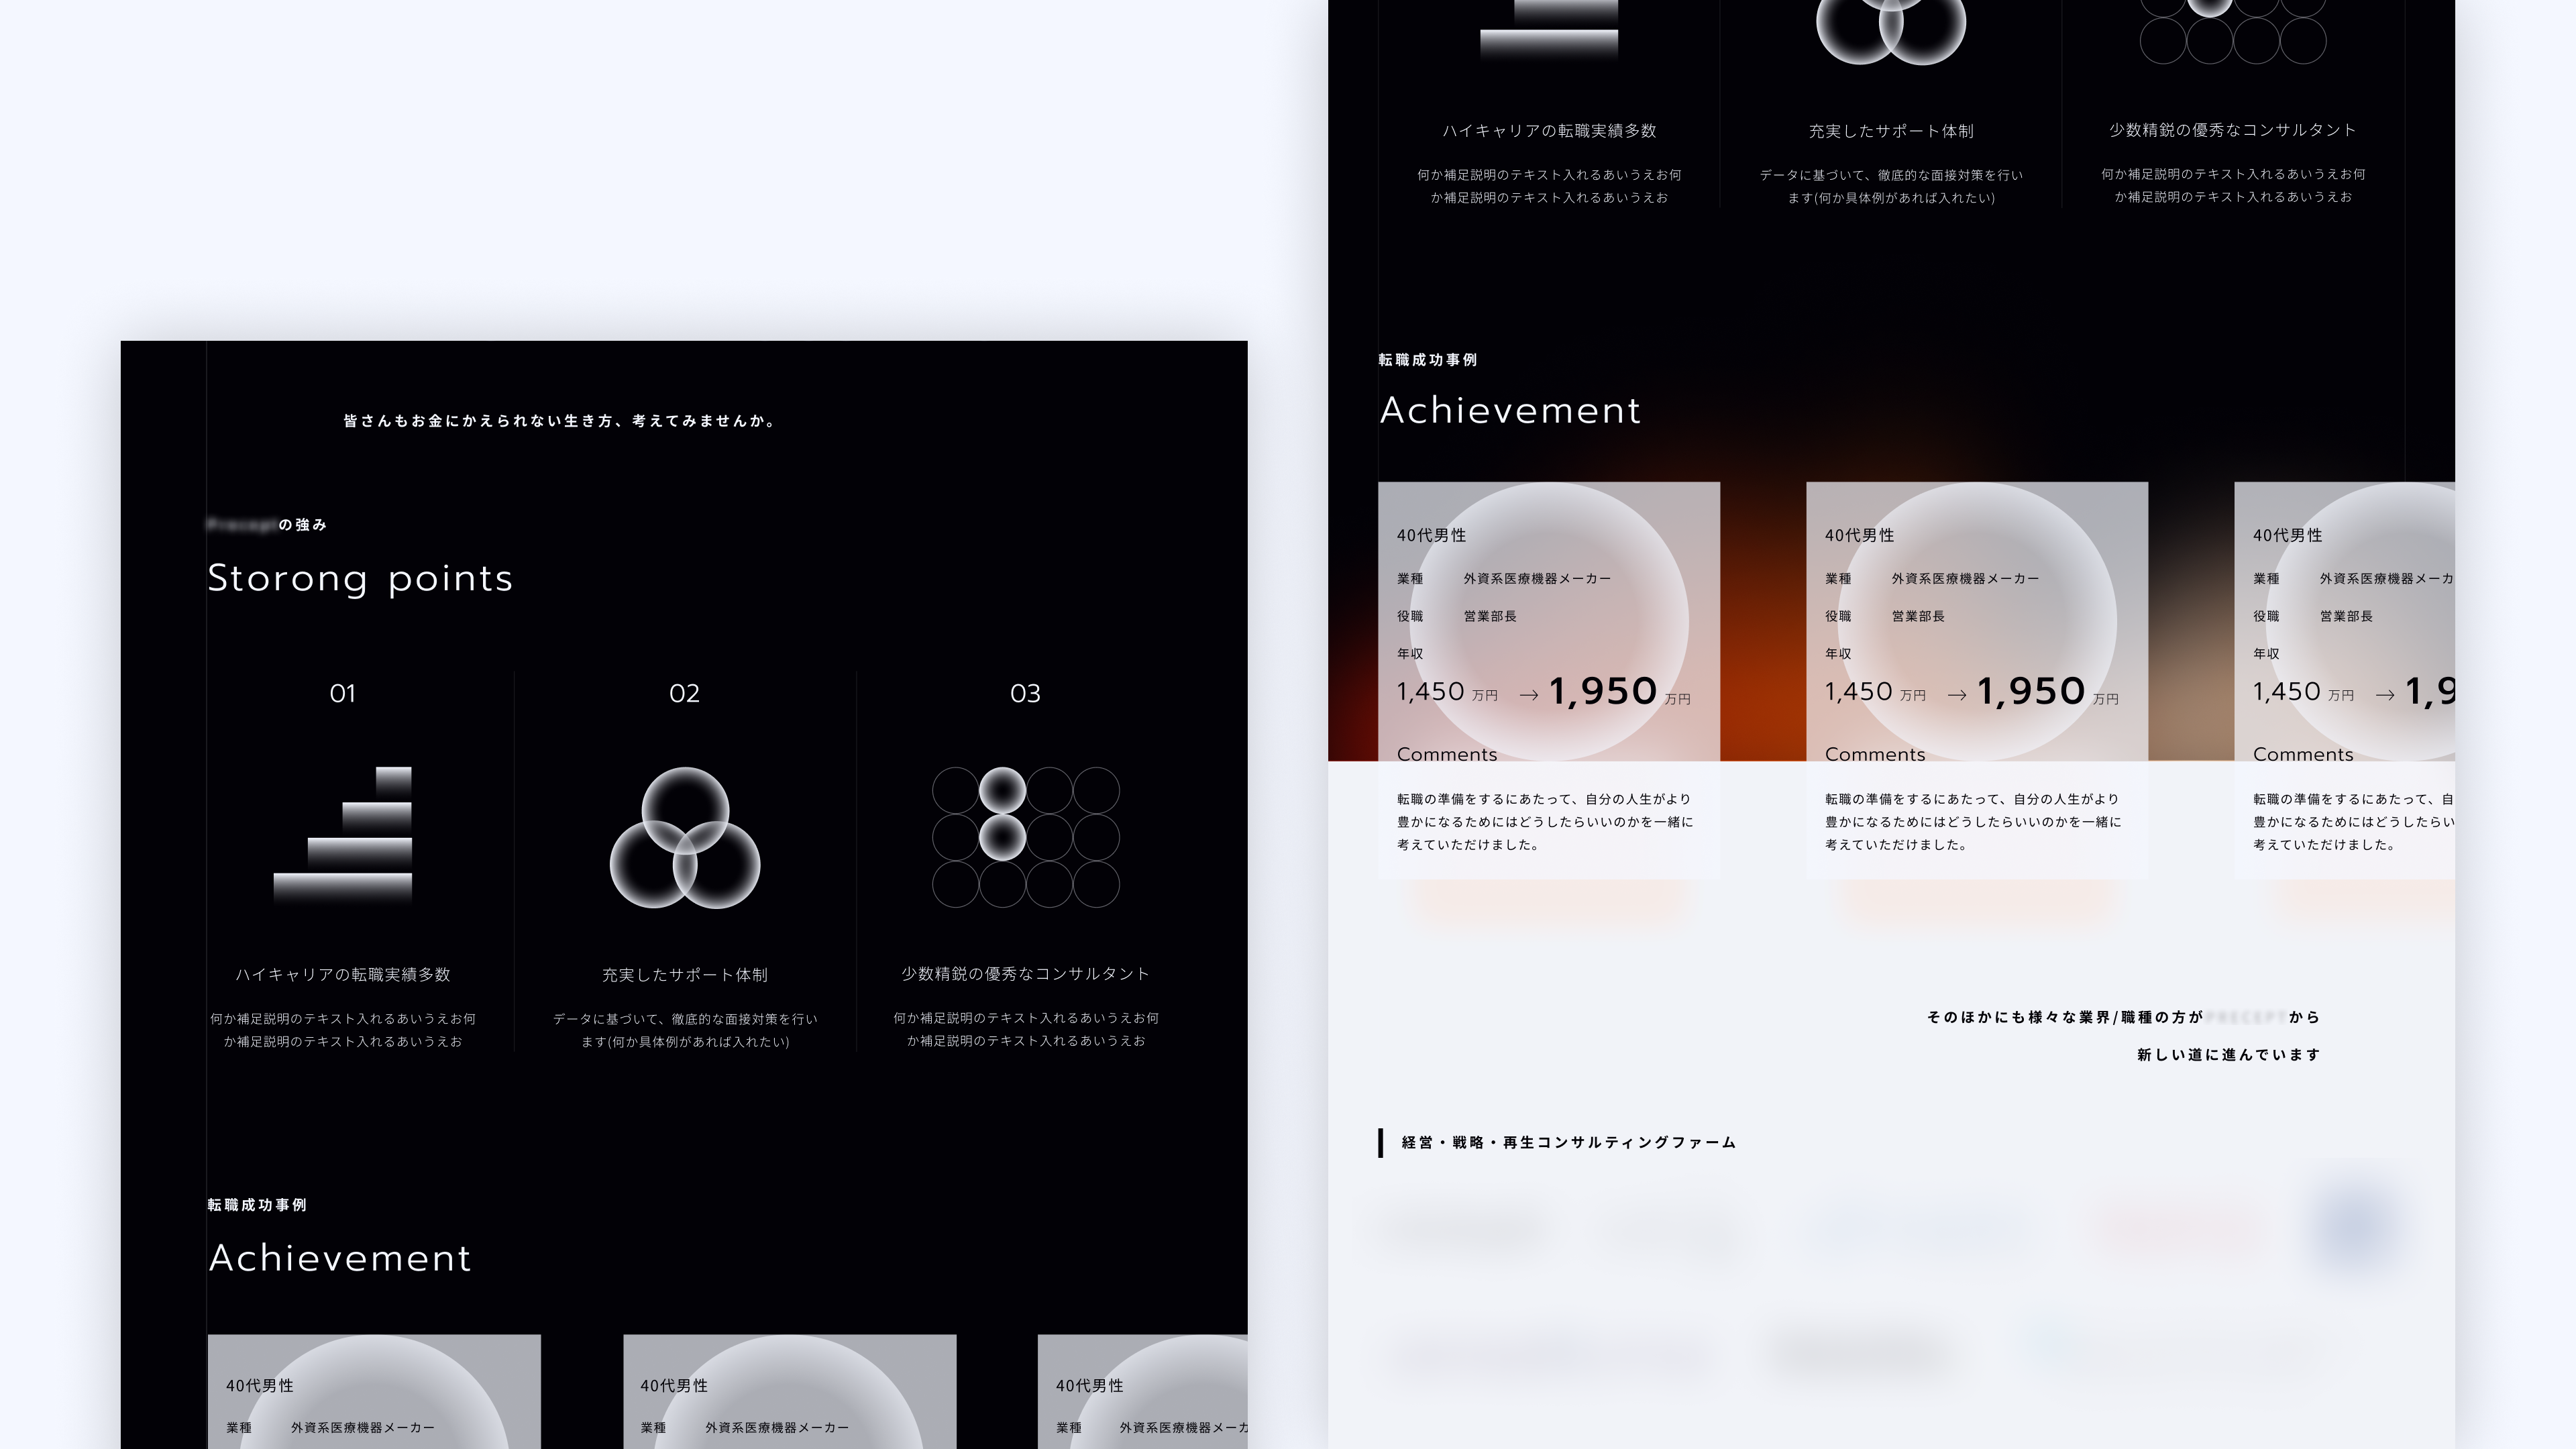 皆さんもお金にかえられない生き方、考えてみませんか。
の強み
Storong points
01
02
03
ハイキャリアの転職実績多数
充実したサポート体制
少数精鋭の優秀なコンサルタント
何か補足説明のテキスト入れるあいうえお何
か補足説明のテキスト入れるあいうえお
データに基づいて、徹底的な面接対策を行い
ます(何か具体例があれば入れたい)
何か補足説明のテキスト入れるあいうえお何
か補足説明のテキスト入れるあいうえお
転職成功事例
Achievement
40代男性
業種 外資系医療機器メーカー
40代男性
業種 外資系医療機器メーカー
40代男性
業種 外資系医療機器メーカ
ハイキャリアの転職実績多数
充実したサポート体制
少数精鋭の優秀なコンサルタント
何か補足説明のテキスト入れるあいうえお何
か補足説明のテキスト入れるあいうえお
データに基づいて、徹底的な面接対策を行い
ます(何か具体例があれば入れたい)
何か補足説明のテキスト入れるあいうえお何
か補足説明のテキスト入れるあいうえお
転職成功事例
Achievement
40代男性
業種 外資系医療機器メーカー
役職 営業部長
年収
1,450 万円 → 1,950 万円
Comments
転職の準備をするにあたって、自分の人生がより
豊かになるためにはどうしたらいいのかを一緒に
考えていただけました。
40代男性
業種 外資系医療機器メーカー
役職 営業部長
年収
1,450 万円 → 1,950 万円
Comments
転職の準備をするにあたって、自分の人生がより
豊かになるためにはどうしたらいいのかを一緒に
考えていただけました。
40代男性
業種 外資系医療機器メーカ
役職 営業部長
年収
1,450 万円 → 1,9
Comments
転職の準備をするにあたって、自
豊かになるためにはどうしたらい
考えていただけました。
そのほかにも様々な業界/職種の方が から
新しい道に進んでいます
経営・戦略・再生コンサルティングファーム